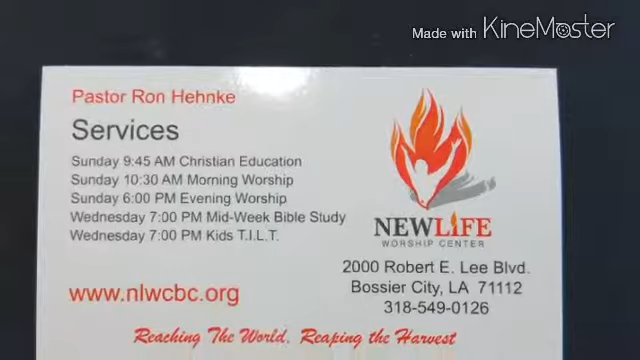 Made with KINEMASTER
Pastor Ron Hehnke
Services
Sunday 9:45 AM Christian Education
Sunday 10:30 AM Morning Worship
Sunday 6:00 PM Evening Worship
Wednesday 7:00 PM Mid-Week Bible Study
Wednesday 7:00 PM Kids T.I.L.T.
www.nlwcbc.org
NEWLiFE
WORSHIP CENTER
2000 Robert E. Lee Blvd.
Bossier City, LA 71112
318-549-0126
Reaching The World, Reaping the Harvest